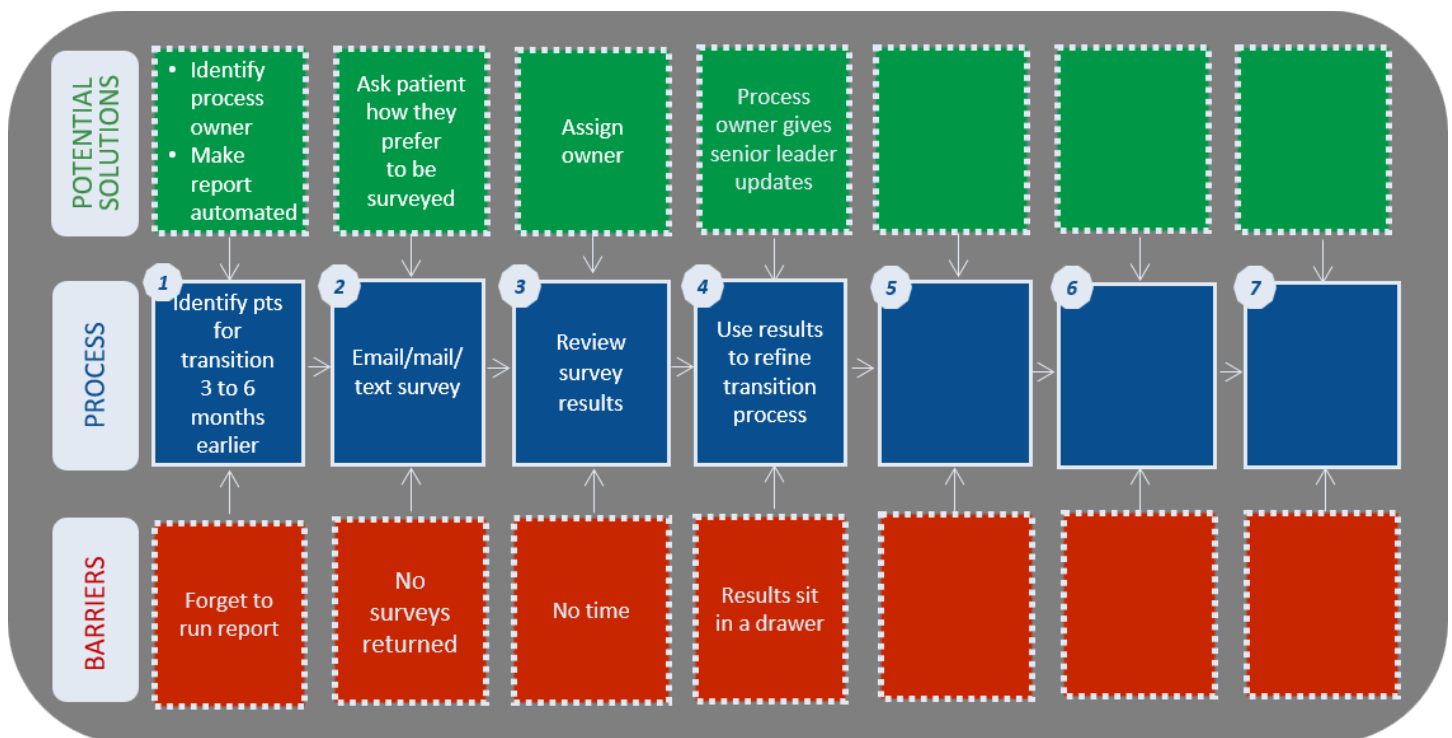 POTENTIAL
SOLUTIONS
• Identify
process
owner
• Make
report
automated
Ask patient
how they
prefer
to be
surveyed
Assign
owner
Process
owner gives
senior leader
updates
PROCESS
1
Identify pts
for
transition
3 to 6
months
earlier
2
Email/mail/
text survey
3
Review
survey
results
4
Use results
to refine
transition
process
5
6
7
BARRIERS
Forget to
run report
No
surveys
returned
No time
Results sit
in a drawer